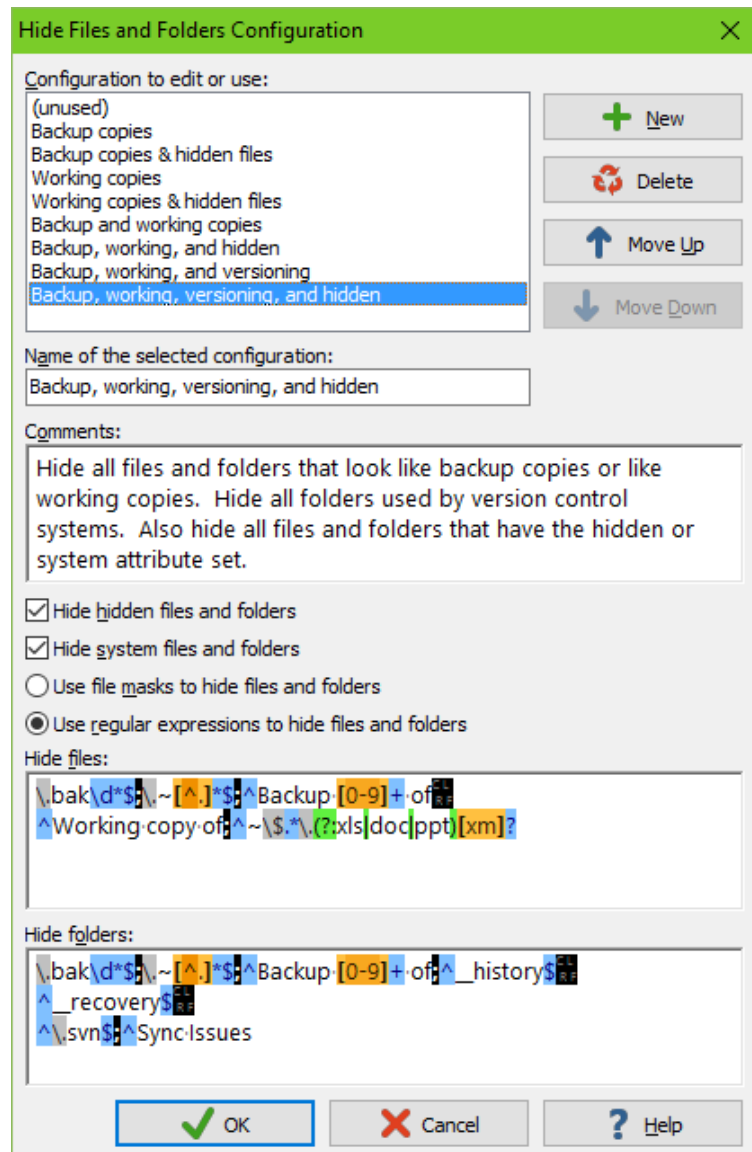 Hide Files and Folders Configuration
Configuration to edit or use:
(unused)
Backup copies
Backup copies & hidden files
Working copies
Working copies & hidden files
Backup and working copies
Backup, working, and hidden
Backup, working, and versioning
Backup, working, versioning, and hidden
New
Delete
Move Up
Move Down
Name of the selected configuration:
Backup, working, versioning, and hidden
Comments:
Hide all files and folders that look like backup copies or like
working copies. Hide all folders used by version control
systems. Also hide all files and folders that have the hidden or
system attribute set.
Hide hidden files and folders
Hide system files and folders
Use file masks to hide files and folders
Use regular expressions to hide files and folders
Hide files:
\.bak\d*$;\.~[^.]*$;^Backup·[0-9]+·of CRLF
^Working·copy·of;^~\$.*\.(?:xls|doc|ppt)[xm]?
Hide folders:
\.bak\d*$;\.~[^.]*$;^Backup·[0-9]+·of;^__history$ CRLF
^__recovery$ CRLF
^\.svn$;^Sync·Issues
OK
Cancel
Help